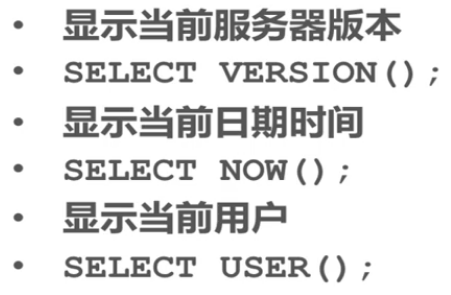 • 显示当前服务器版本
• SELECT VERSION();
• 显示当前日期时间
• SELECT NOW();
• 显示当前用户
• SELECT USER();